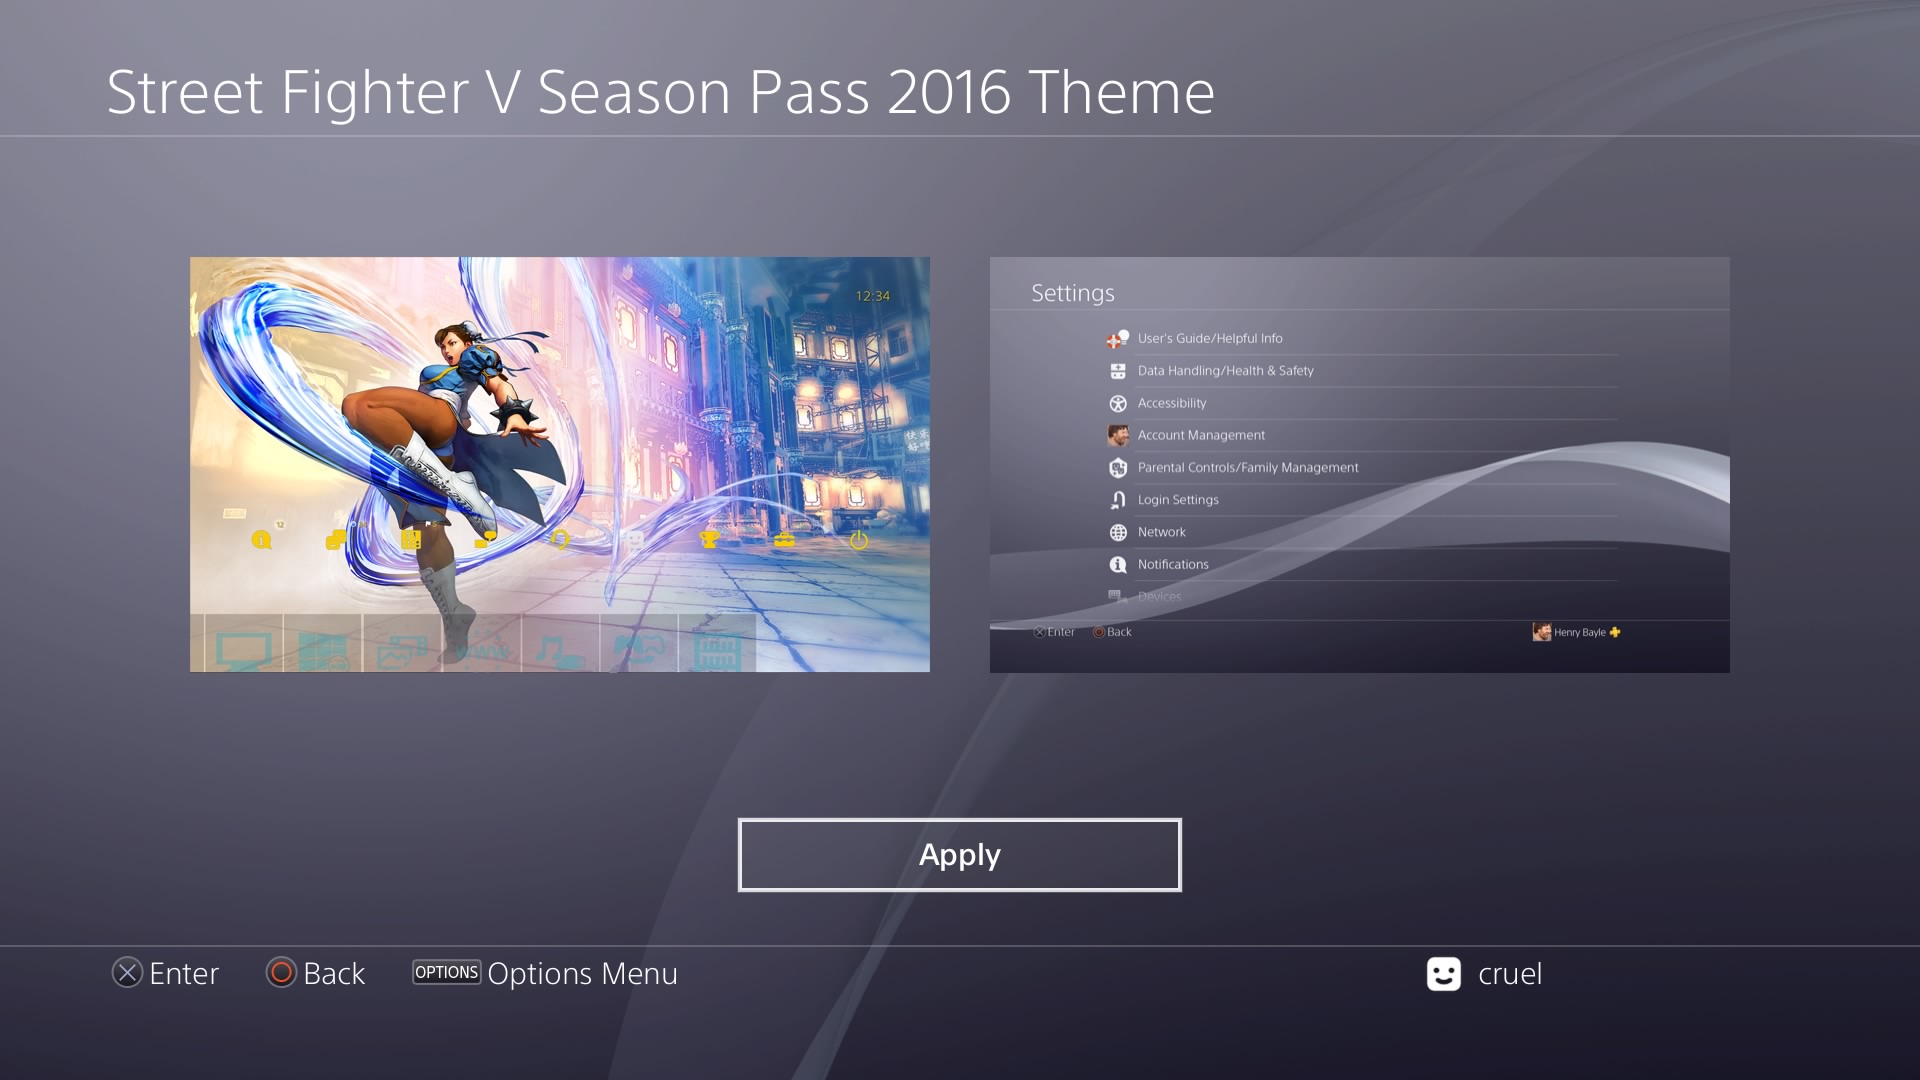 Street Fighter V Season Pass 2016 Theme
12:34
Settings
User's Guide/Helpful Info
Data Handling/Health & Safety
Accessibility
Account Management
Parental Controls/Family Management
Login Settings
Network
Notifications
Devices
Enter Back Henry Bayle
Apply
Enter Back OPTIONS Options Menu cruel